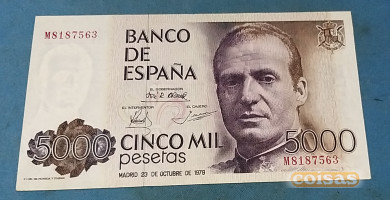 M8187563
BANCO
DE
ESPAÑA
EL GOBERNADOR
EL INTERVENTOR
EL CAJERO
5000
CINCO MIL
pesetas
5000
M8187563
MADRID 23 DE OCTUBRE DE 1979
coisas